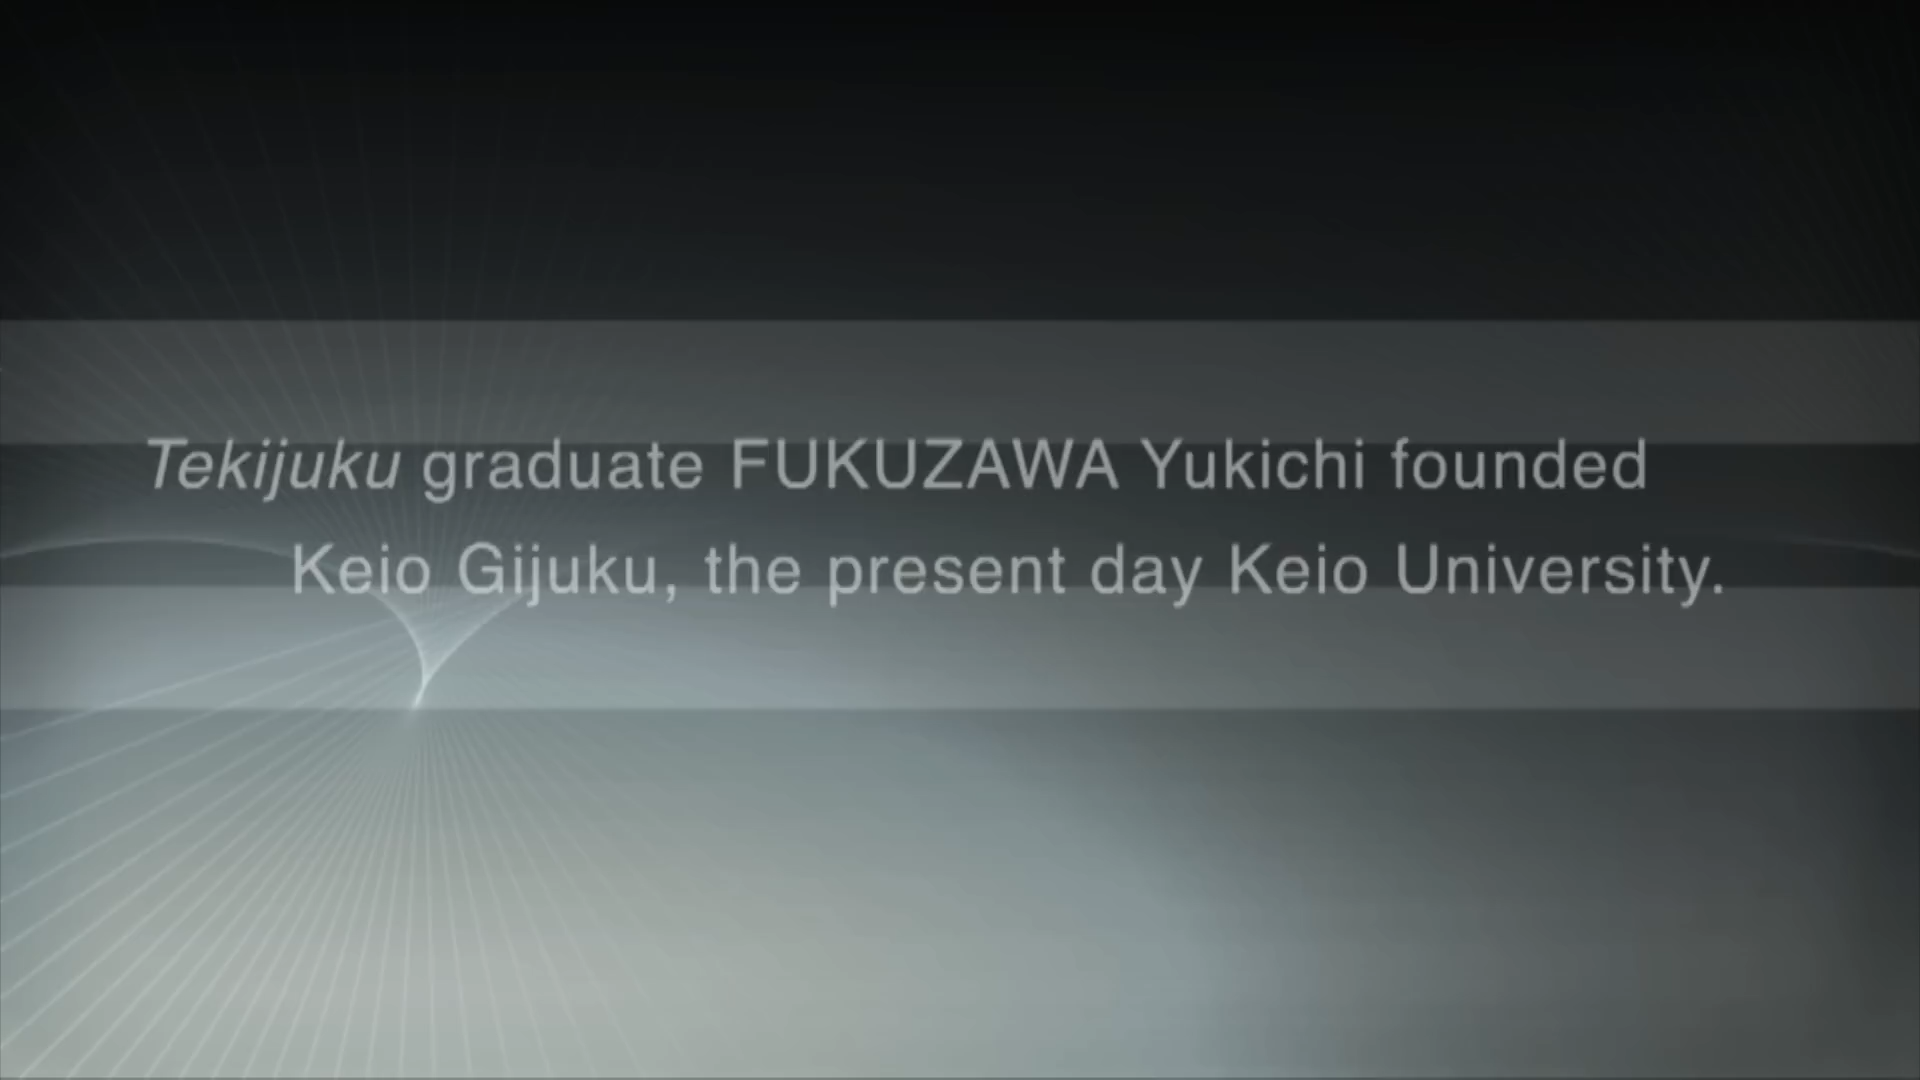 Tekijuku graduate FUKUZAWA Yukichi founded
Keio Gijuku, the present day Keio University.